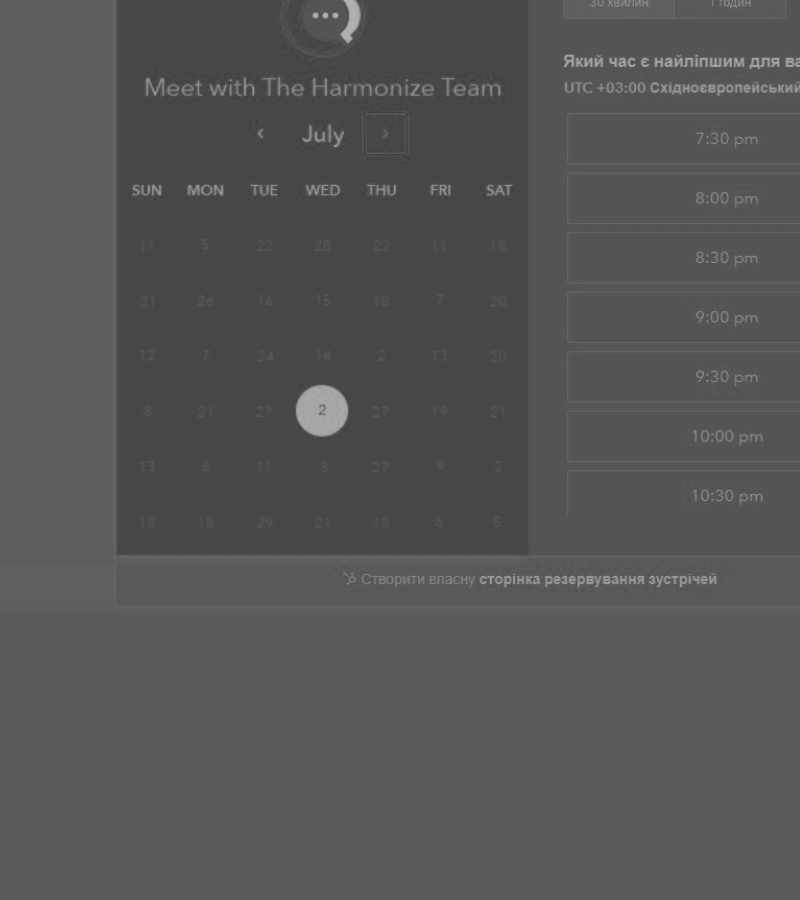 30 хвилин
1 годин
Meet with The Harmonize Team
July
SUN MON TUE WED THU FRI SAT
11 5 22 28 22 11 18
31 26 16 15 18 7 20
12 7 24 14 2 13 20
8 21 27 2 27 19 21
13 6 11 3 27 9 2
18 18 29 21 18 6 5
Який час є найліпшим для ва
UTC +03:00 Східноєвропейський
7:30 pm
8:00 pm
8:30 pm
9:00 pm
9:30 pm
10:00 pm
10:30 pm
Створити власну сторінка резервування зустрічей